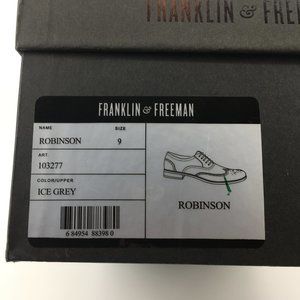 FRANKLIN & FREEMAN
FRANKLIN & FREEMAN
NAME SIZE
ROBINSON 9
ART.
103277
COLOR/UPPER
ICE GREY
6 84954 88398 0
ROBINSON